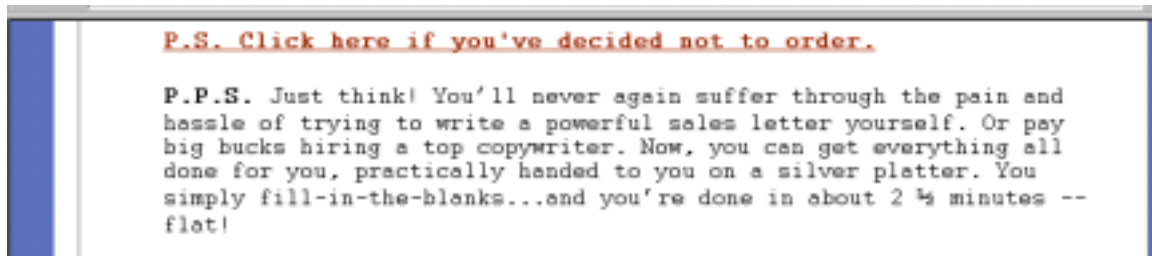 P.S. Click here if you've decided not to order.
P.P.S. Just think! You'll never again suffer through the pain and
hassle of trying to write a powerful sales letter yourself. Or pay
big bucks hiring a top copywriter. Now, you can get everything all
done for you, practically handed to you on a silver platter. You
simply fill-in-the-blanks...and you're done in about 2 ½ minutes --
flat!